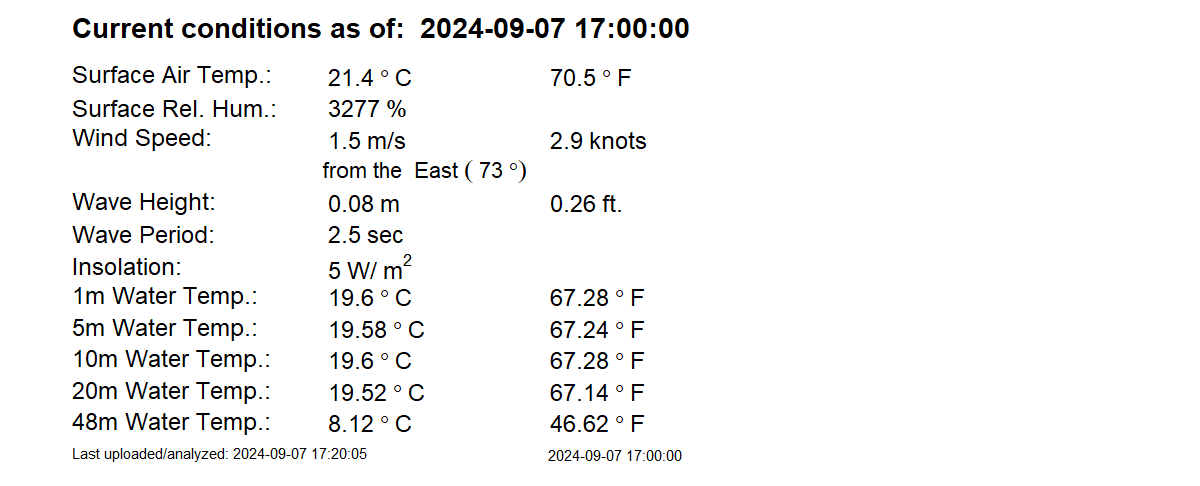 Current conditions as of:  2024-09-07 17:00:00
Surface Air Temp.: 21.4 ° C 70.5 ° F
Surface Rel. Hum.: 3277 %
Wind Speed: 1.5 m/s 2.9 knots
from the  East ( 73 °)
Wave Height: 0.08 m 0.26 ft.
Wave Period: 2.5 sec
Insolation: 5 W/ m²
1m Water Temp.: 19.6 ° C 67.28 ° F
5m Water Temp.: 19.58 ° C 67.24 ° F
10m Water Temp.: 19.6 ° C 67.28 ° F
20m Water Temp.: 19.52 ° C 67.14 ° F
48m Water Temp.: 8.12 ° C 46.62 ° F
Last uploaded/analyzed: 2024-09-07 17:20:05 2024-09-07 17:00:00